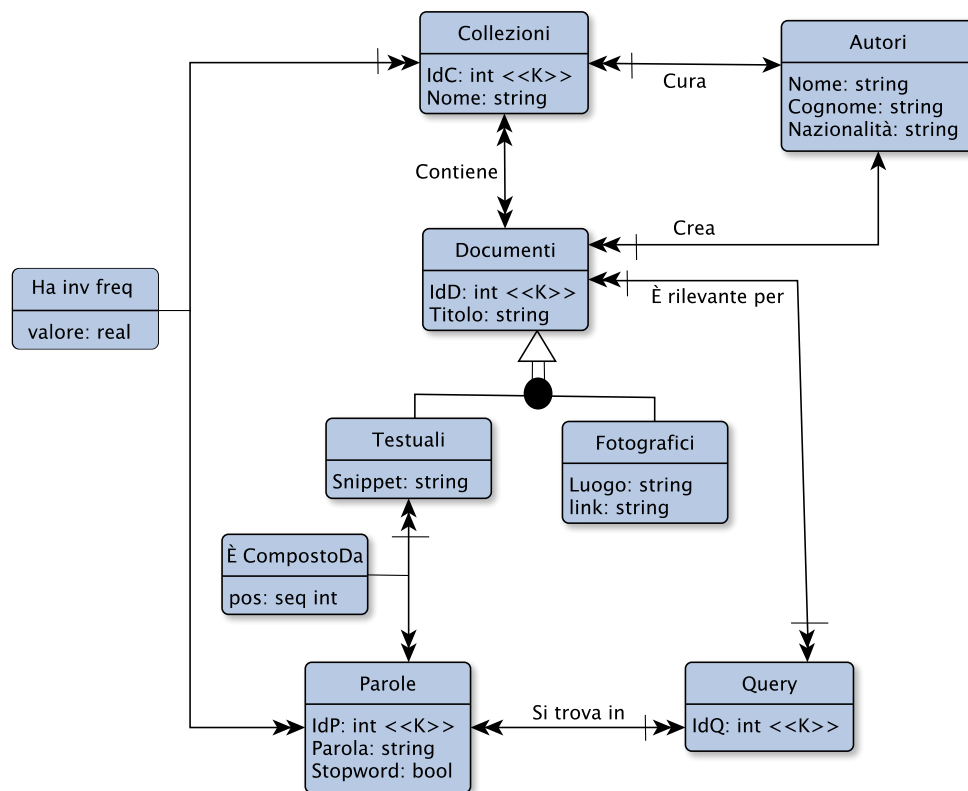 Collezioni
IdC: int <<K>>
Nome: string
Autori
Nome: string
Cognome: string
Nazionalità: string
Cura
Contiene
Crea
Documenti
IdD: int <<K>>
Titolo: string
Ha inv freq
valore: real
È rilevante per
Testuali
Snippet: string
Fotografici
Luogo: string
link: string
È CompostoDa
pos: seq int
Parole
IdP: int <<K>>
Parola: string
Stopword: bool
Si trova in
Query
IdQ: int <<K>>